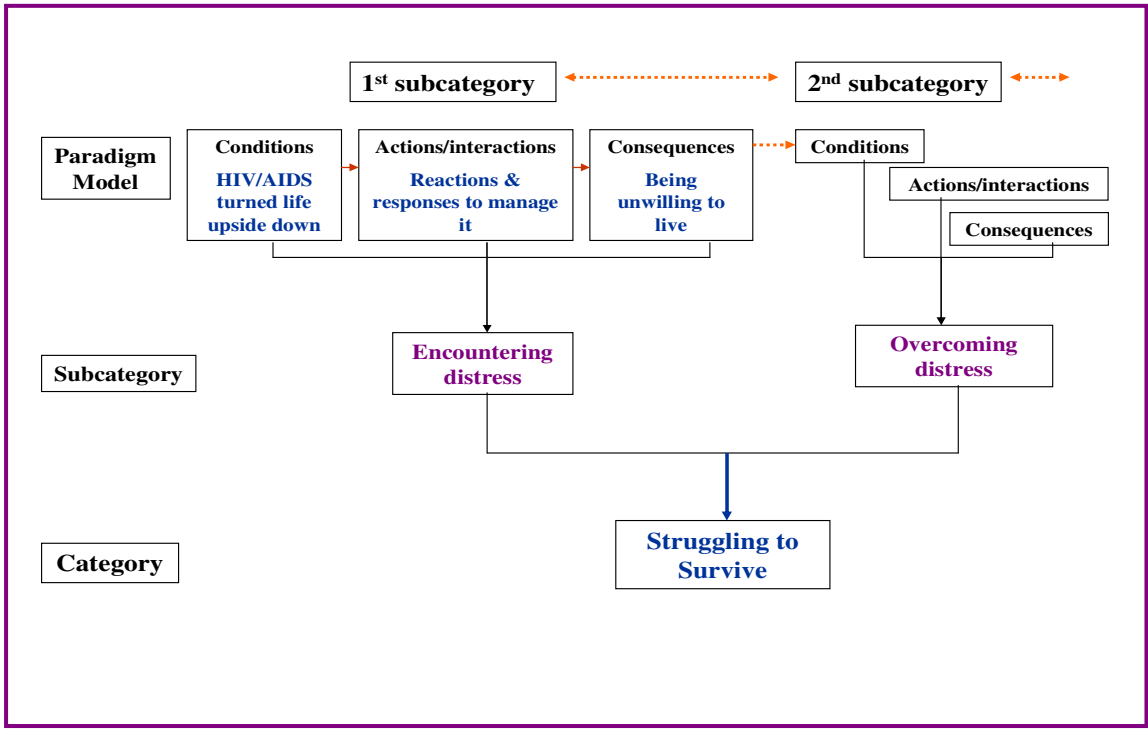 1st subcategory
2nd subcategory
Paradigm
Model
Conditions
HIV/AIDS
turned life
upside down
Actions/interactions
Reactions &
responses to manage
it
Consequences
Being
unwilling to
live
Conditions
Actions/interactions
Consequences
Subcategory
Encountering
distress
Overcoming
distress
Category
Struggling to
Survive